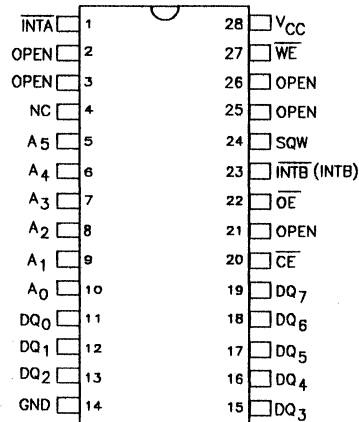 INTA 1 28 VCC
OPEN 2 27 WE
OPEN 3 26 OPEN
NC 4 25 OPEN
A5 5 24 SQW
A4 6 23 INTB (INTB)
A3 7 22 OE
A2 8 21 OPEN
A1 9 20 CE
A0 10 19 DQ7
DQ0 11 18 DQ6
DQ1 12 17 DQ5
DQ2 13 16 DQ4
GND 14 15 DQ3